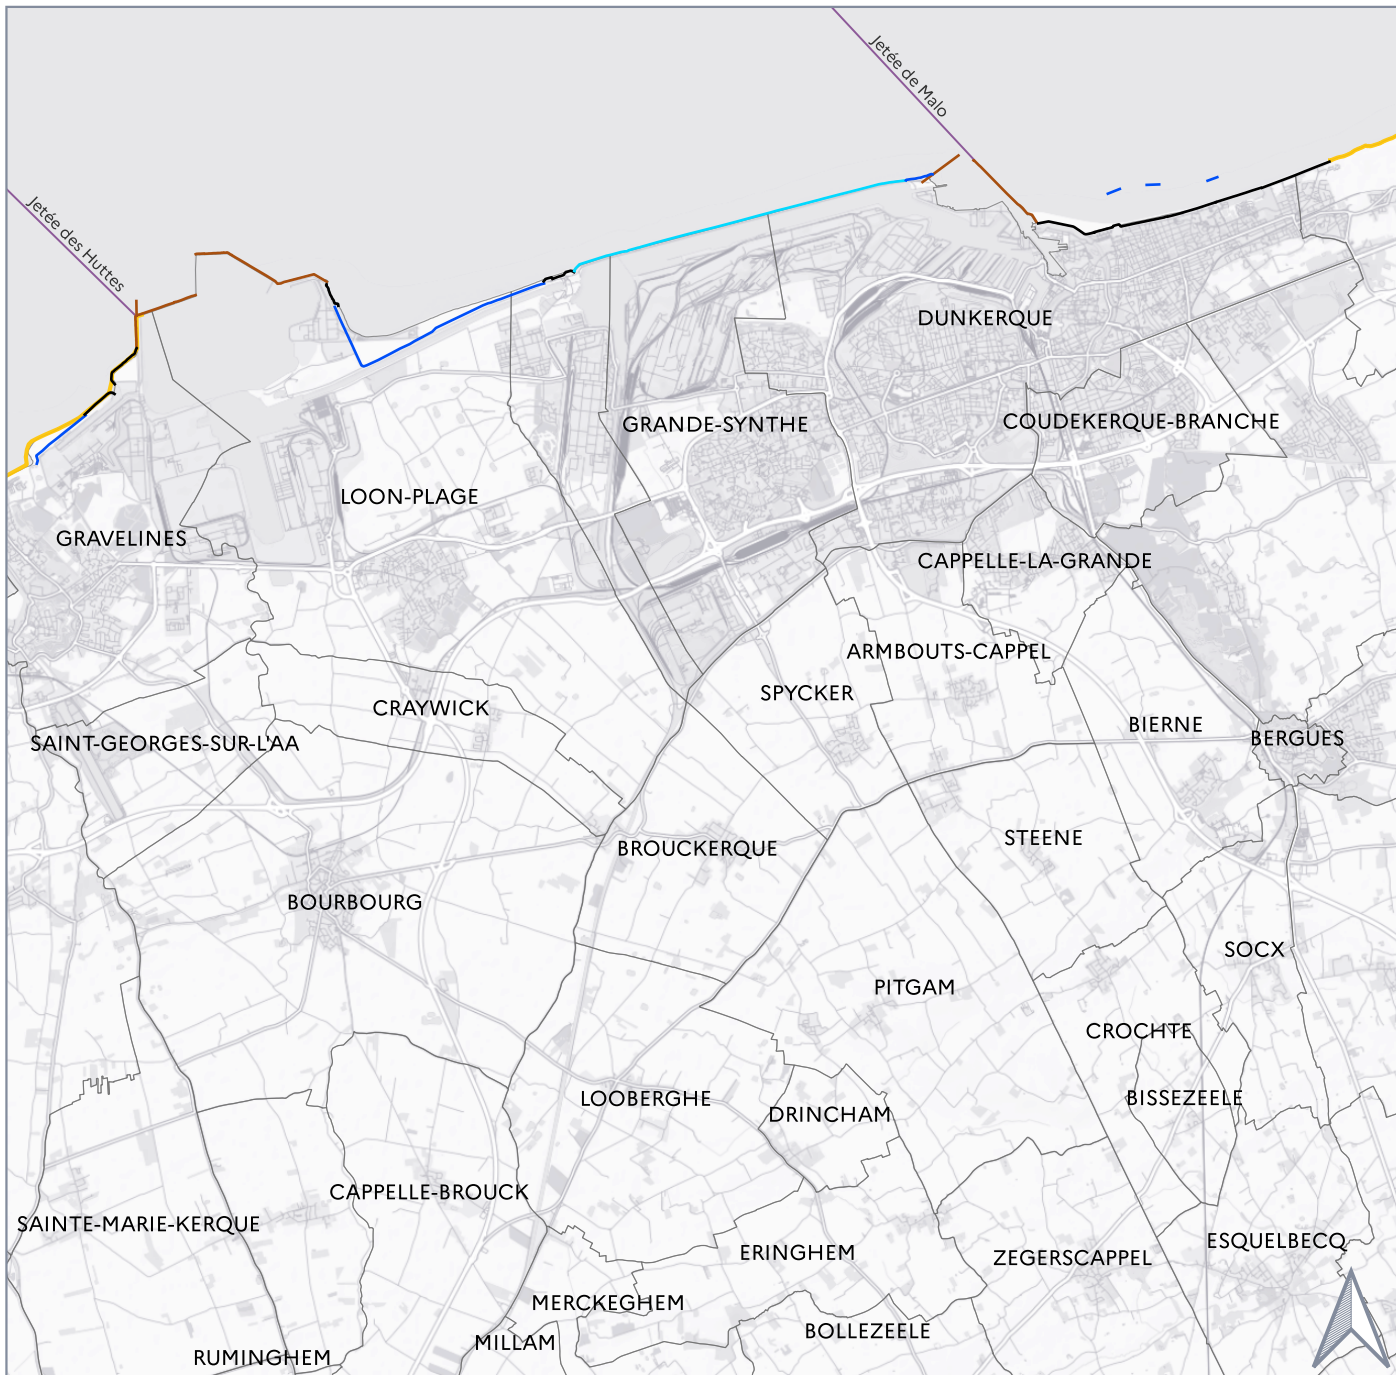 Jetée de Malo
Jetée des Huttes
DUNKERQUE
GRANDE-SYNTHE
COUDEKERQUE-BRANCHE
LOON-PLAGE
GRAVELINES
CAPPELLE-LA-GRANDE
ARMBOUTS-CAPPEL
SPYCKER
CRAYWICK
BIERNE
SAINT-GEORGES-SUR-L'AA
BERGUES
STEENE
BROUCKERQUE
BOURBOURG
SOCX
PITGAM
CROCHTE
BISSEZEELE
LOOBERGHE
DRINCHAM
CAPPELLE-BROUCK
SAINTE-MARIE-KERQUE
ESQUELBECQ
ERINGHEM
ZEGERSCAPPEL
MERCKEGHEM
BOLLEZEELE
MILLAM
RUMINGHEM